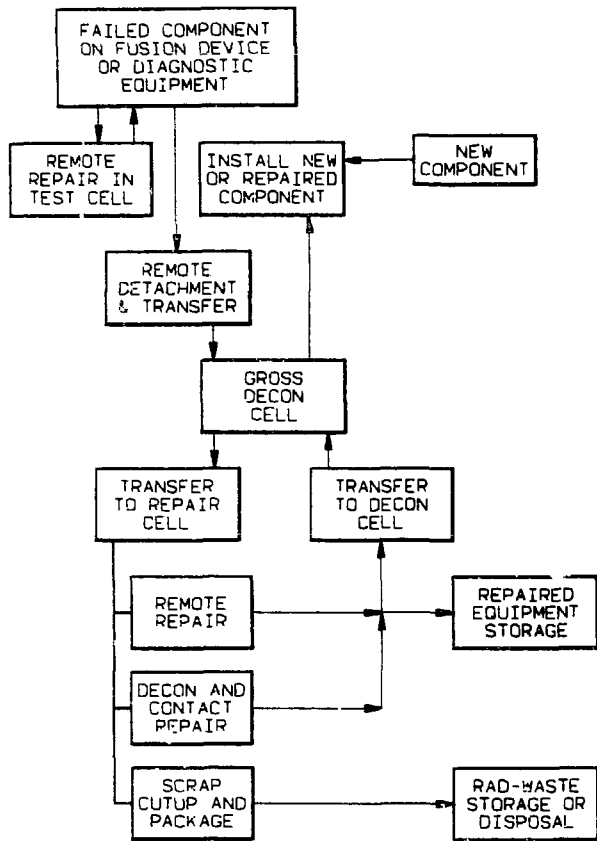 FAILED COMPONENT
ON FUSION DEVICE
OR DIAGNOSTIC
EQUIPMENT
REMOTE
REPAIR IN
TEST CELL
INSTALL NEW
OR REPAIRED
COMPONENT
NEW
COMPONENT
REMOTE
DETACHMENT
& TRANSFER
GROSS
DECON
CELL
TRANSFER
TO REPAIR
CELL
TRANSFER
TO DECON
CELL
REMOTE
REPAIR
REPAIRED
EQUIPMENT
STORAGE
DECON AND
CONTACT
REPAIR
SCRAP
CUTUP AND
PACKAGE
RAD-WASTE
STORAGE OR
DISPOSAL